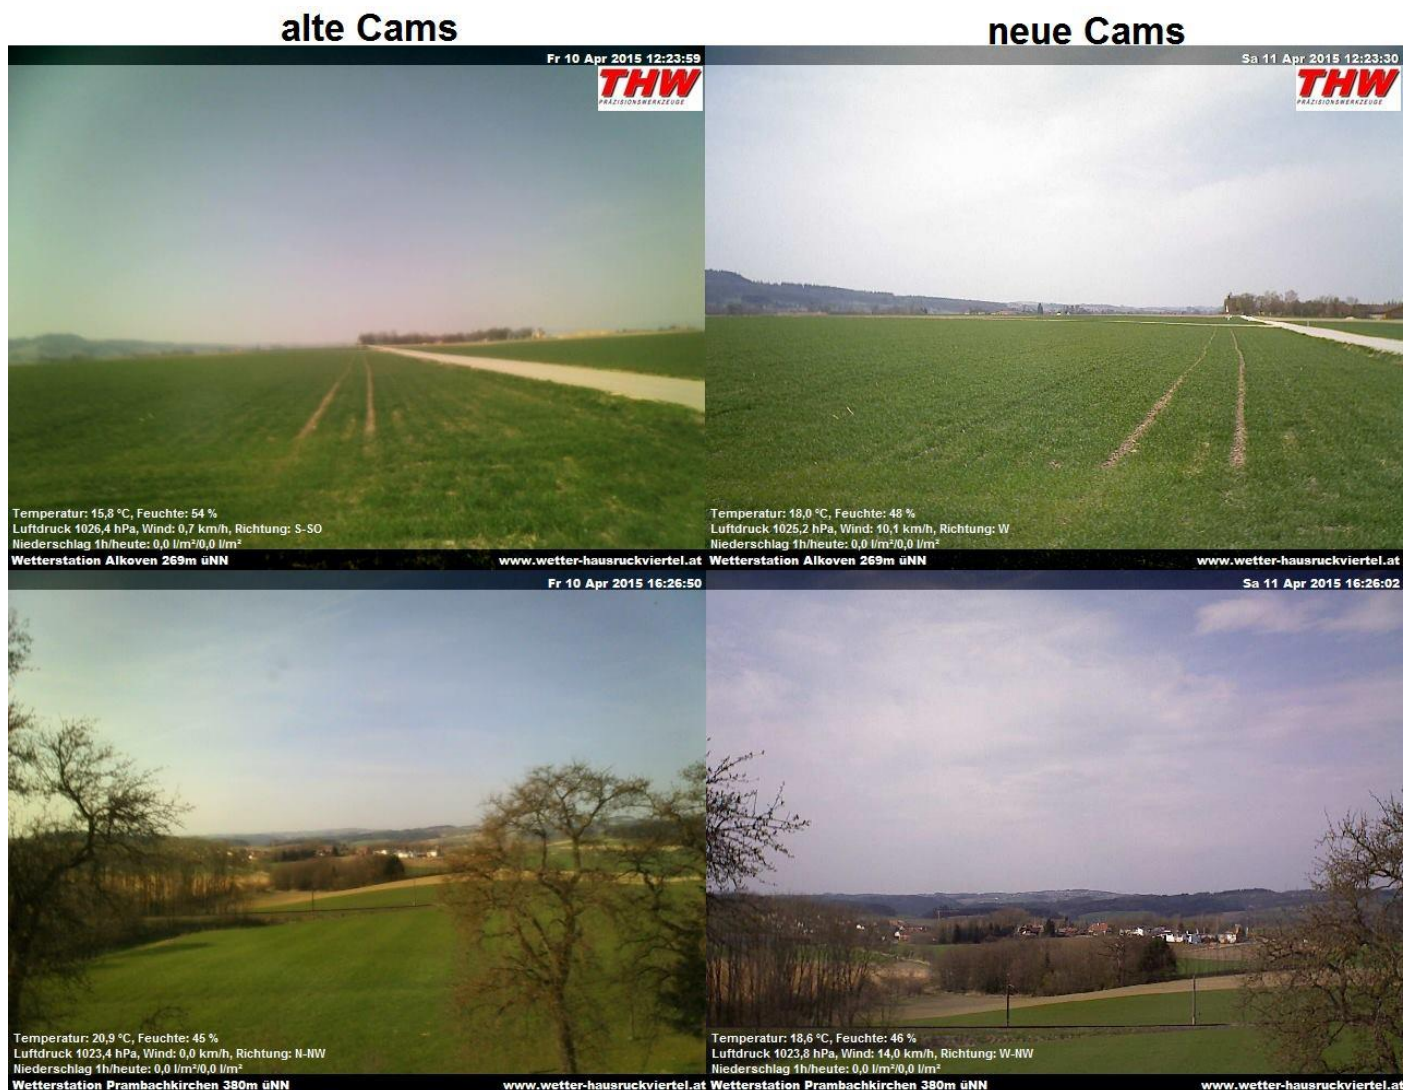 alte Cams
neue Cams
Fr 10 Apr 2015 12:23:59
THW
PRÄZISIONSWERKZEUGE
Temperatur: 15,8 °C, Feuchte: 54 %
Luftdruck 1026,4 hPa, Wind: 0,7 km/h, Richtung: S-SO
Niederschlag 1h/heute: 0,0 l/m²/0,0 l/m²
Wetterstation Alkoven 269m üNN www.wetter-hausruckviertel.at
Sa 11 Apr 2015 12:23:30
THW
PRÄZISIONSWERKZEUGE
Temperatur: 18,0 °C, Feuchte: 48 %
Luftdruck 1025,2 hPa, Wind: 10,1 km/h, Richtung: W
Niederschlag 1h/heute: 0,0 l/m²/0,0 l/m²
Wetterstation Alkoven 269m üNN www.wetter-hausruckviertel.at
Fr 10 Apr 2015 16:26:50
Temperatur: 20,9 °C, Feuchte: 45 %
Luftdruck 1023,4 hPa, Wind: 0,0 km/h, Richtung: N-NW
Niederschlag 1h/heute: 0,0 l/m²/0,0 l/m²
Wetterstation Prambachkirchen 380m üNN www.wetter-hausruckviertel.at
Sa 11 Apr 2015 16:26:02
Temperatur: 18,6 °C, Feuchte: 46 %
Luftdruck 1023,8 hPa, Wind: 14,0 km/h, Richtung: W-NW
Niederschlag 1h/heute: 0,0 l/m²/0,0 l/m²
Wetterstation Prambachkirchen 380m üNN www.wetter-hausruckviertel.at